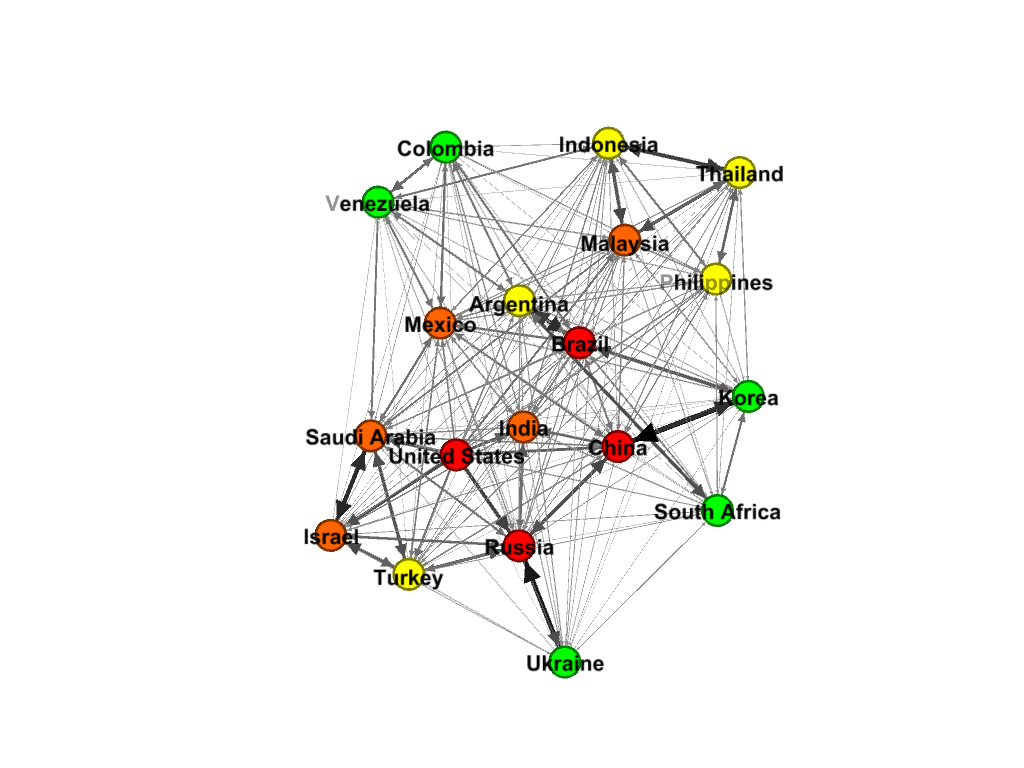 Colombia
Indonesia
Thailand
Venezuela
Malaysia
Philippines
Argentina
Mexico
Brazil
Korea
Saudi Arabia
India
United States
China
South Africa
Israel
Russia
Turkey
Ukraine